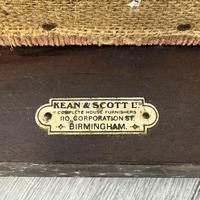 KEAN & SCOTT LTD
COMPLETE HOUSE FURNISHERS
110, CORPORATION ST.
BIRMINGHAM.